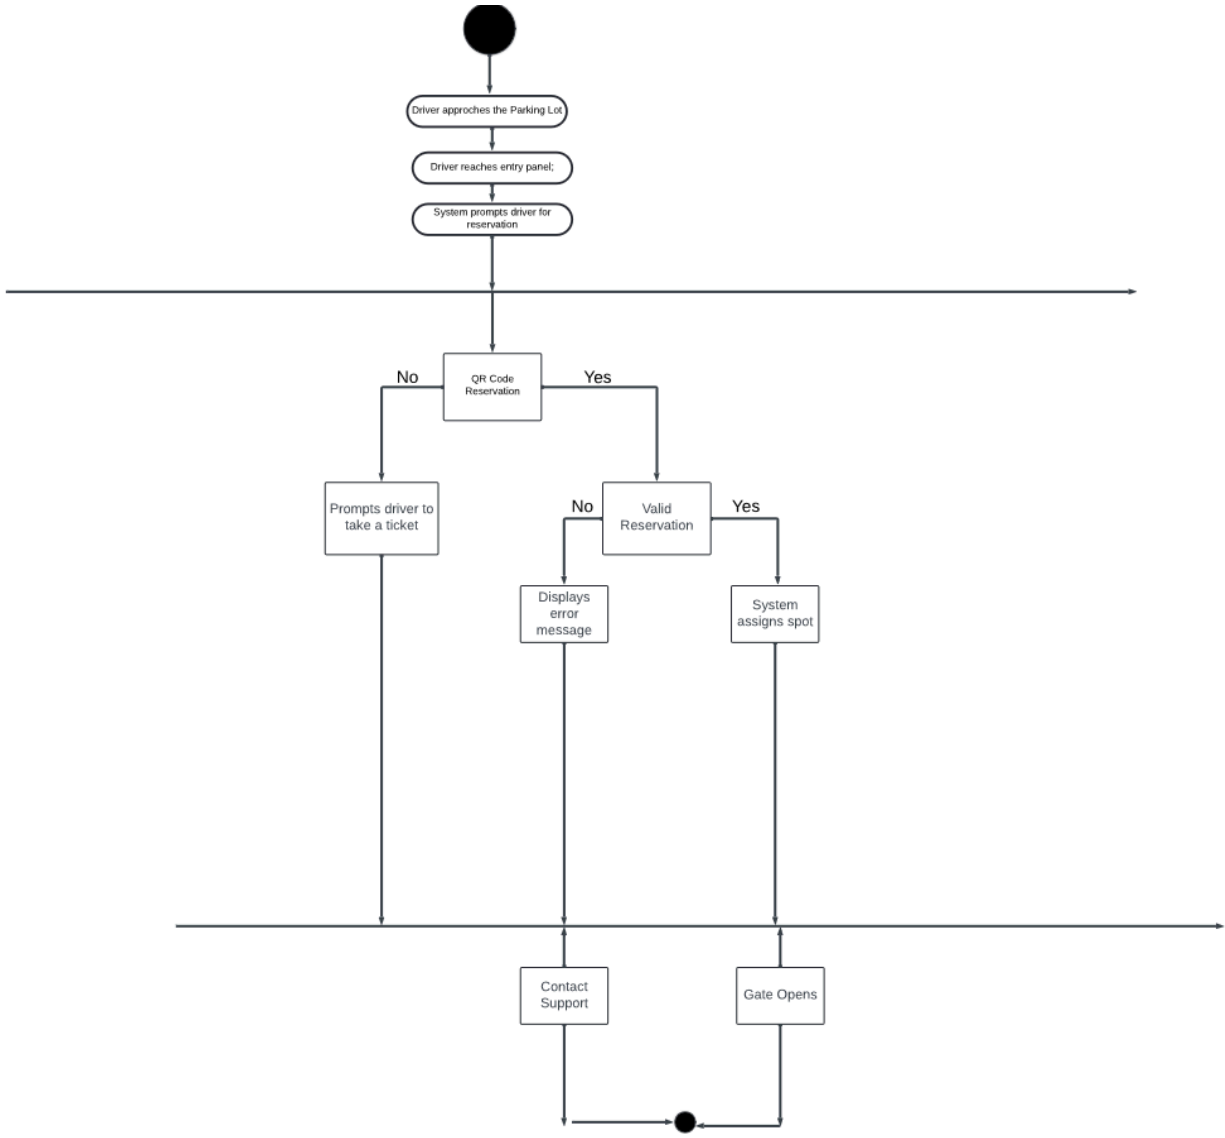 Driver approches the Parking Lot
Driver reaches entry panel;
System prompts driver for
reservation
No
QR Code
Reservation
Yes
Prompts driver to
take a ticket
No
Valid
Reservation
Yes
Displays
error
message
System
assigns spot
Contact
Support
Gate Opens